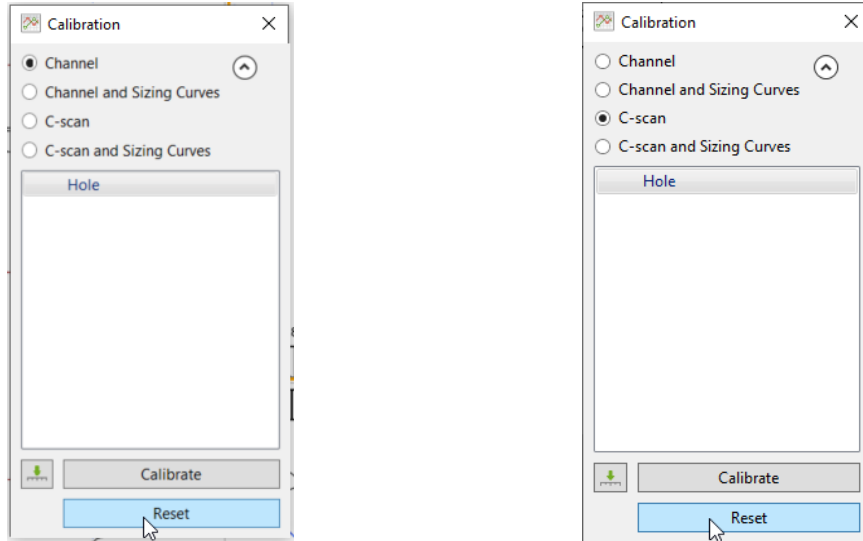 Calibration
Channel
Channel and Sizing Curves
C-scan
C-scan and Sizing Curves
Hole
Calibrate
Reset
Calibration
Channel
Channel and Sizing Curves
C-scan
C-scan and Sizing Curves
Hole
Calibrate
Reset